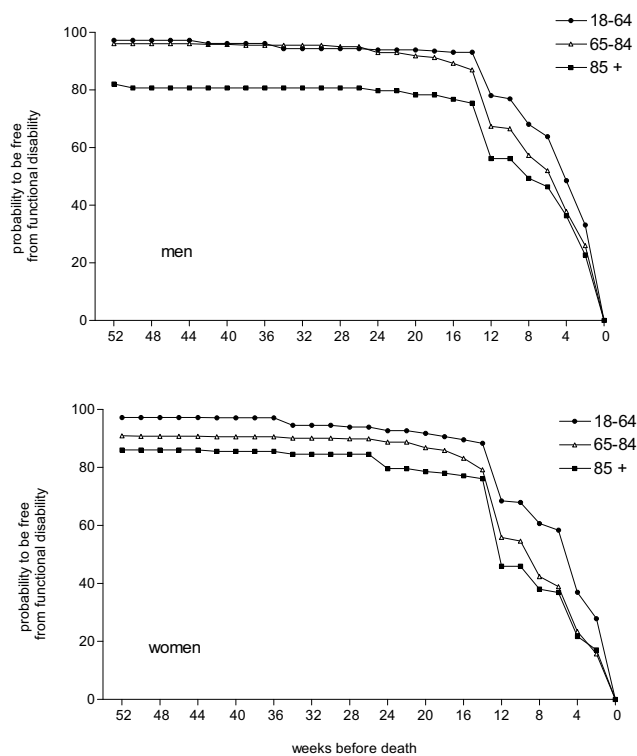 18-64
65-84
85 +
100
80
60
40
20
0
probability to be free
from functional disability
men
52 48 44 40 36 32 28 24 20 16 12 8 4 0
18-64
65-84
85 +
100
80
60
40
20
0
probability to be free
from functional disability
women
52 48 44 40 36 32 28 24 20 16 12 8 4 0
weeks before death